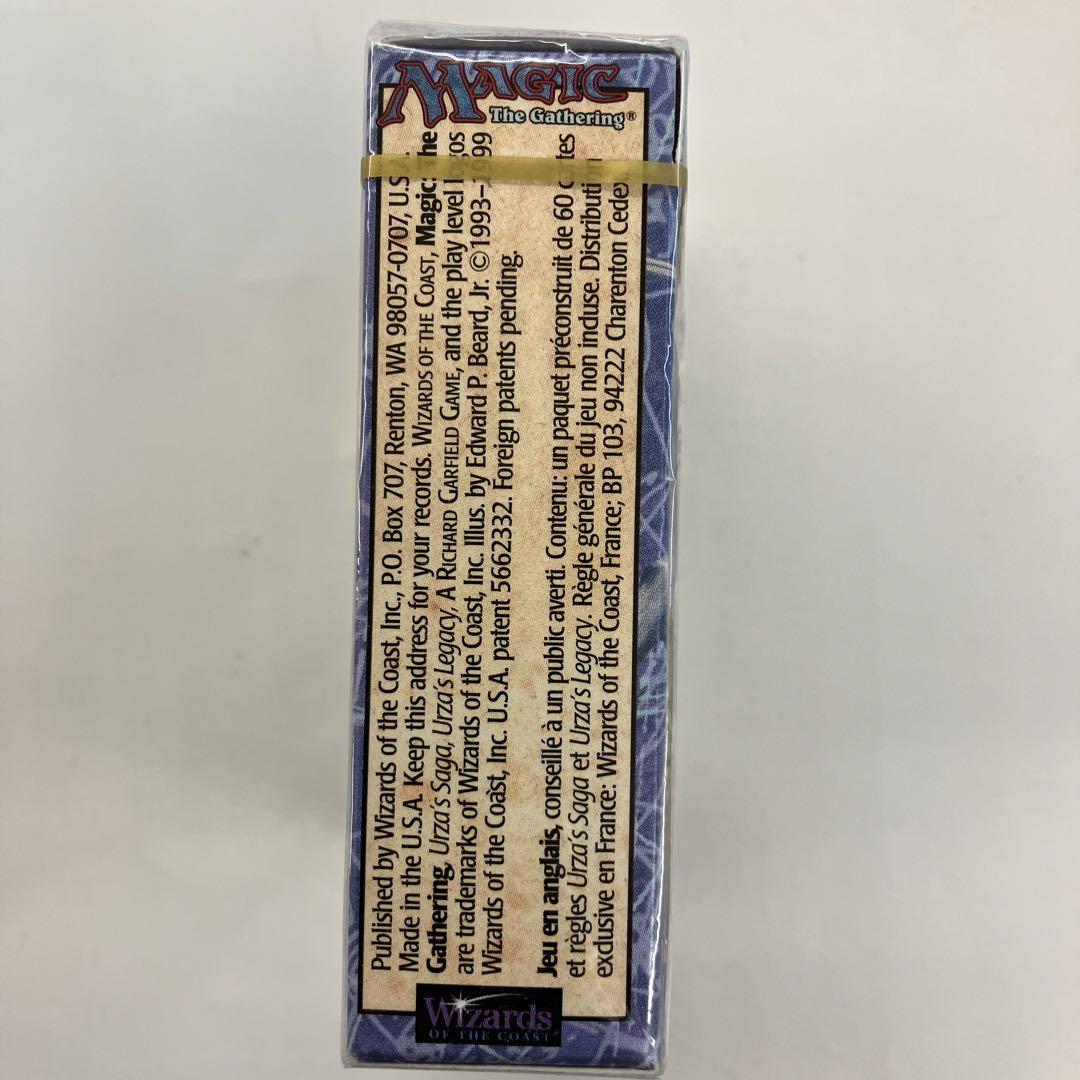 MAGIC
The Gathering®
Published by Wizards of the Coast, Inc., P.O. Box 707, Renton, WA 98057-0707, U.S.A.
Made in the U.S.A. Keep this address for your records. WIZARDS OF THE COAST, Magic: The
Gathering, Urza's Saga, Urza's Legacy, A RICHARD GARFIELD GAME, and the play level logos
are trademarks of Wizards of the Coast, Inc. Illus. by Edward P. Beard, Jr. ©1993–1999
Wizards of the Coast, Inc. U.S.A. patent 5662332. Foreign patents pending.
Jeu en anglais, conseillé à un public averti. Contenu: un paquet préconstruit de 60 cartes
et règles Urza's Saga et Urza's Legacy. Règle générale du jeu non incluse. Distribution
exclusive en France: Wizards of the Coast, France; BP 103, 94222 Charenton Cedex.
Wizards
OF THE COAST®